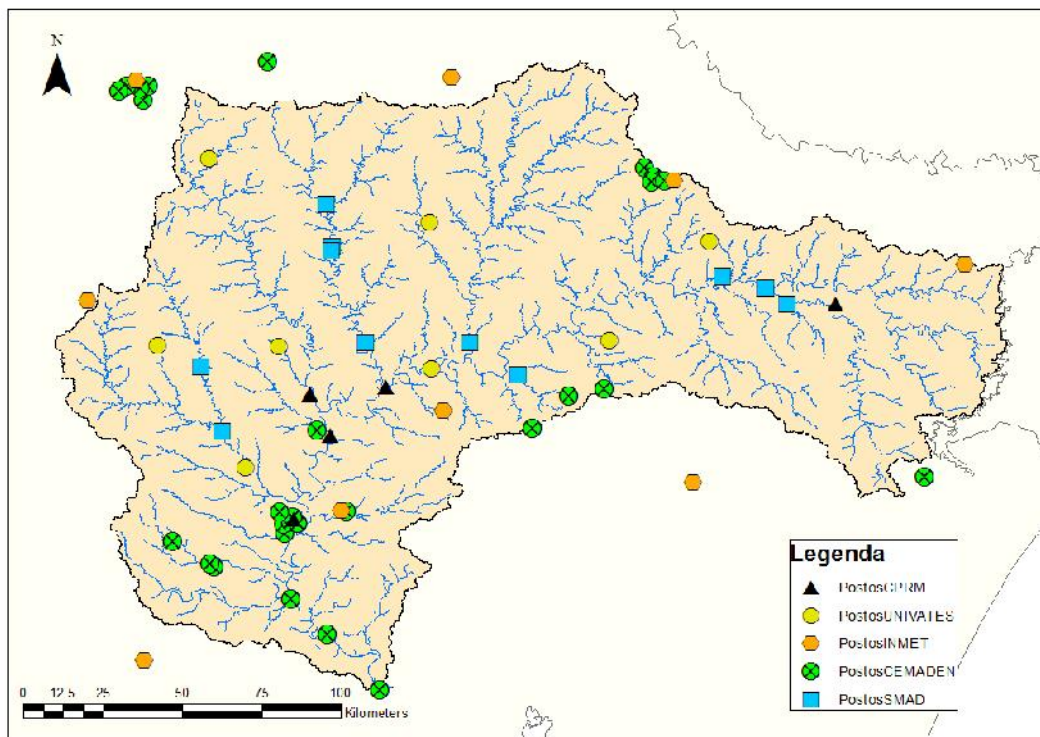 N
Legenda
PostosCPRM
PostosUNIVATES
PostosINMET
PostosCEMADEN
PostosSMAD
0 12.5 25 50 75 100
Kilometers